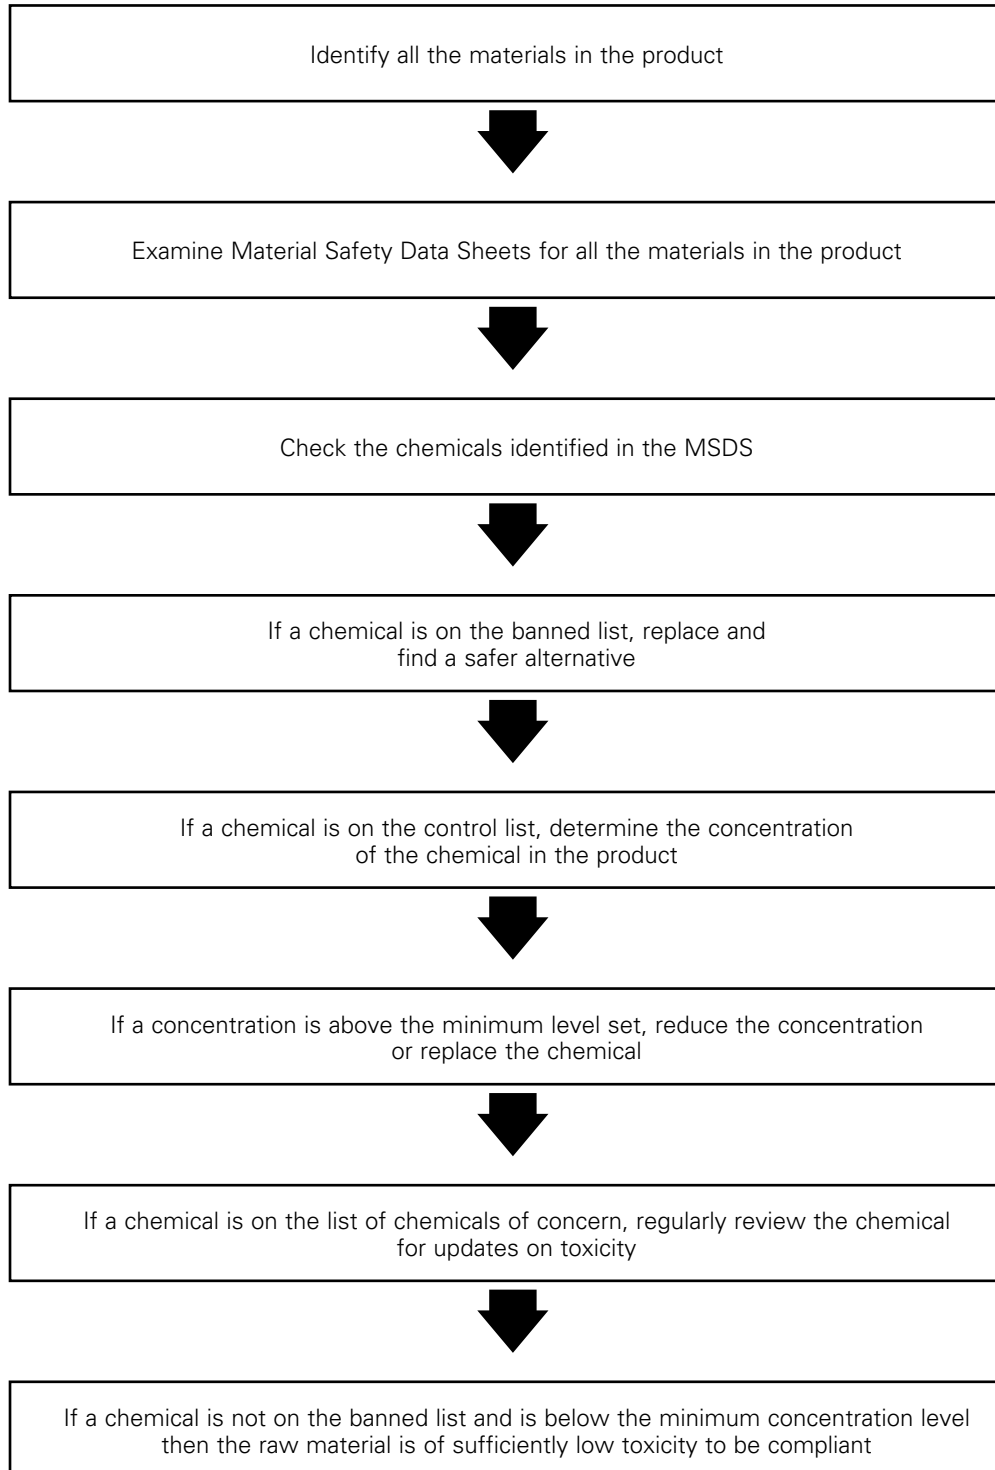 Identify all the materials in the product
Examine Material Safety Data Sheets for all the materials in the product
Check the chemicals identified in the MSDS
If a chemical is on the banned list, replace and
find a safer alternative
If a chemical is on the control list, determine the concentration
of the chemical in the product
If a concentration is above the minimum level set, reduce the concentration
or replace the chemical
If a chemical is on the list of chemicals of concern, regularly review the chemical
for updates on toxicity
If a chemical is not on the banned list and is below the minimum concentration level
then the raw material is of sufficiently low toxicity to be compliant